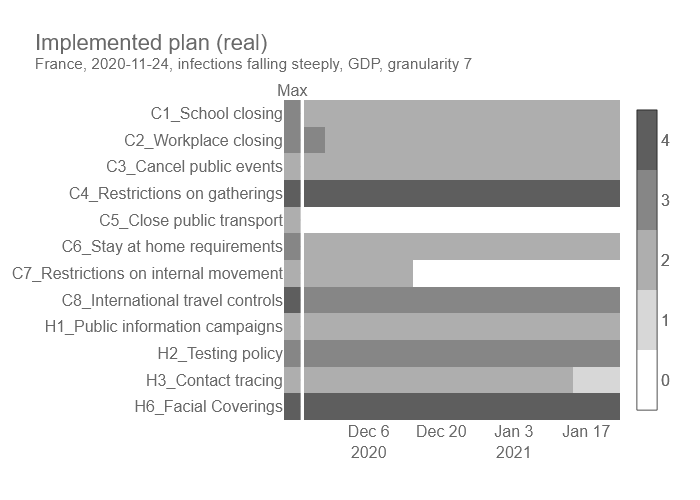 Implemented plan (real)
France, 2020-11-24, infections falling steeply, GDP, granularity 7
Max
C1_School closing
C2_Workplace closing
C3_Cancel public events
C4_Restrictions on gatherings
C5_Close public transport
C6_Stay at home requirements
C7_Restrictions on internal movement
C8_International travel controls
H1_Public information campaigns
H2_Testing policy
H3_Contact tracing
H6_Facial Coverings
4
3
2
1
0
Dec 6 Dec 20 Jan 3 Jan 17
2020 2021